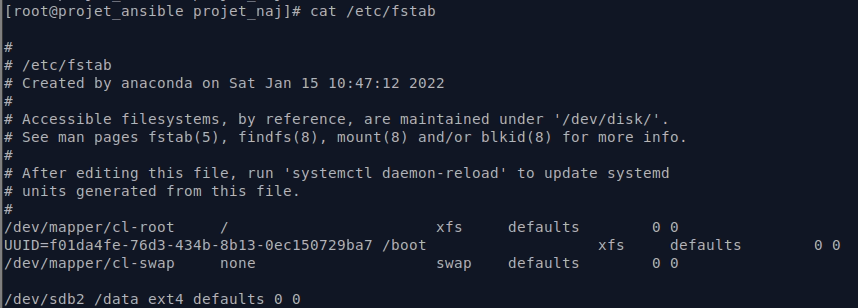 [root@projet_ansible projet_naj]# cat /etc/fstab
#
# /etc/fstab
# Created by anaconda on Sat Jan 15 10:47:12 2022
#
# Accessible filesystems, by reference, are maintained under '/dev/disk/'.
# See man pages fstab(5), findfs(8), mount(8) and/or blkid(8) for more info.
#
# After editing this file, run 'systemctl daemon-reload' to update systemd
# units generated from this file.
#
/dev/mapper/cl-root     /                       xfs     defaults        0 0
UUID=f01da4fe-76d3-434b-8b13-0ec150729ba7 /boot                   xfs     defaults        0 0
/dev/mapper/cl-swap     none                    swap    defaults        0 0
/dev/sdb2 /data ext4 defaults 0 0